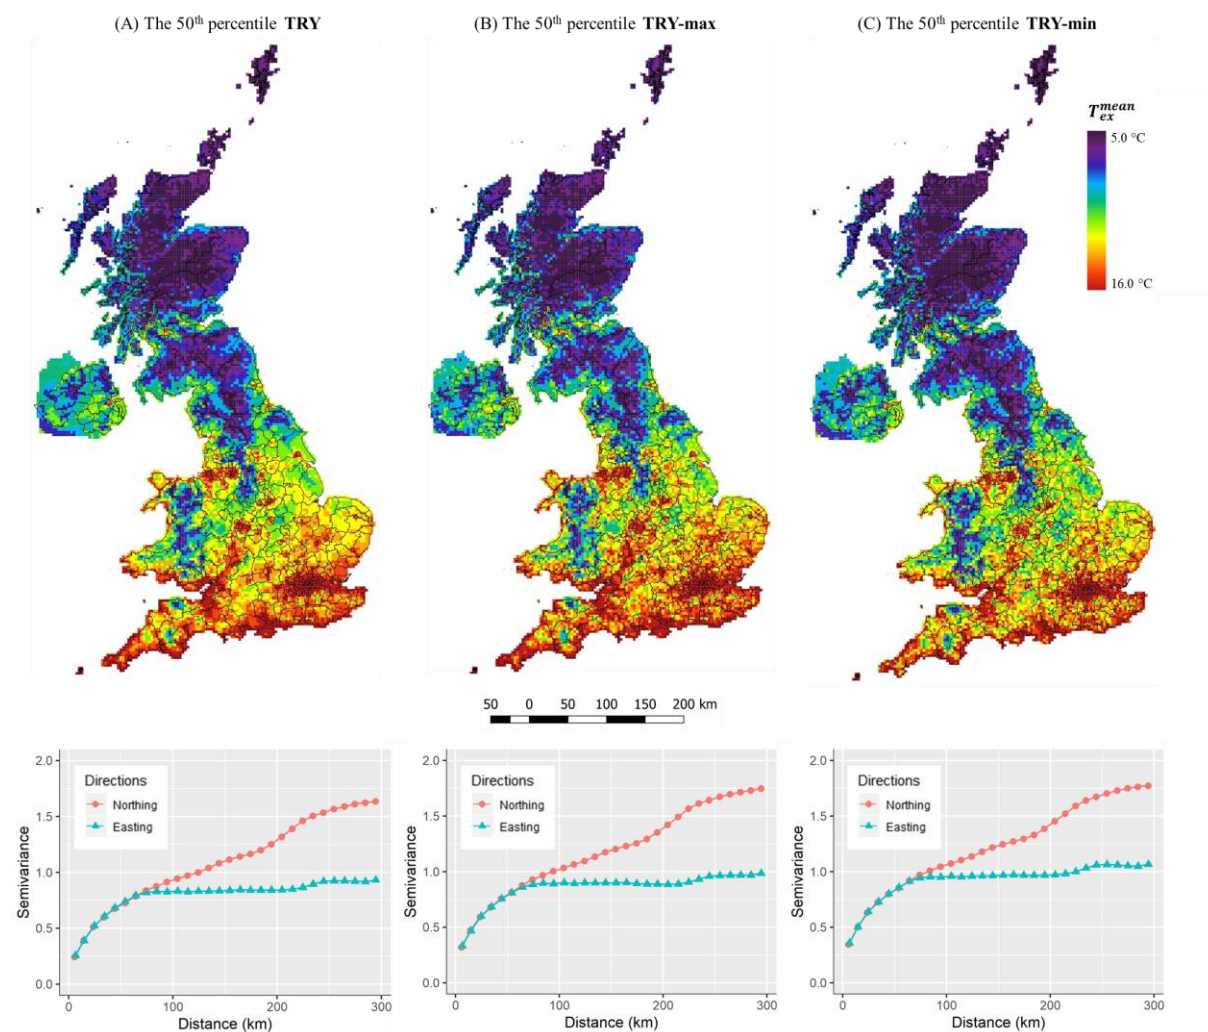 (A) The 50th percentile TRY
(B) The 50th percentile TRY-max
(C) The 50th percentile TRY-min
T_ex^mean
5.0 °C
16.0 °C
50 0 50 100 150 200 km
2.0
1.5
1.0
0.5
0.0
Semivariance
Directions
Northing
Easting
0 100 200 300
Distance (km)
2.0
1.5
1.0
0.5
0.0
Semivariance
Directions
Northing
Easting
0 100 200 300
Distance (km)
2.0
1.5
1.0
0.5
0.0
Semivariance
Directions
Northing
Easting
0 100 200 300
Distance (km)